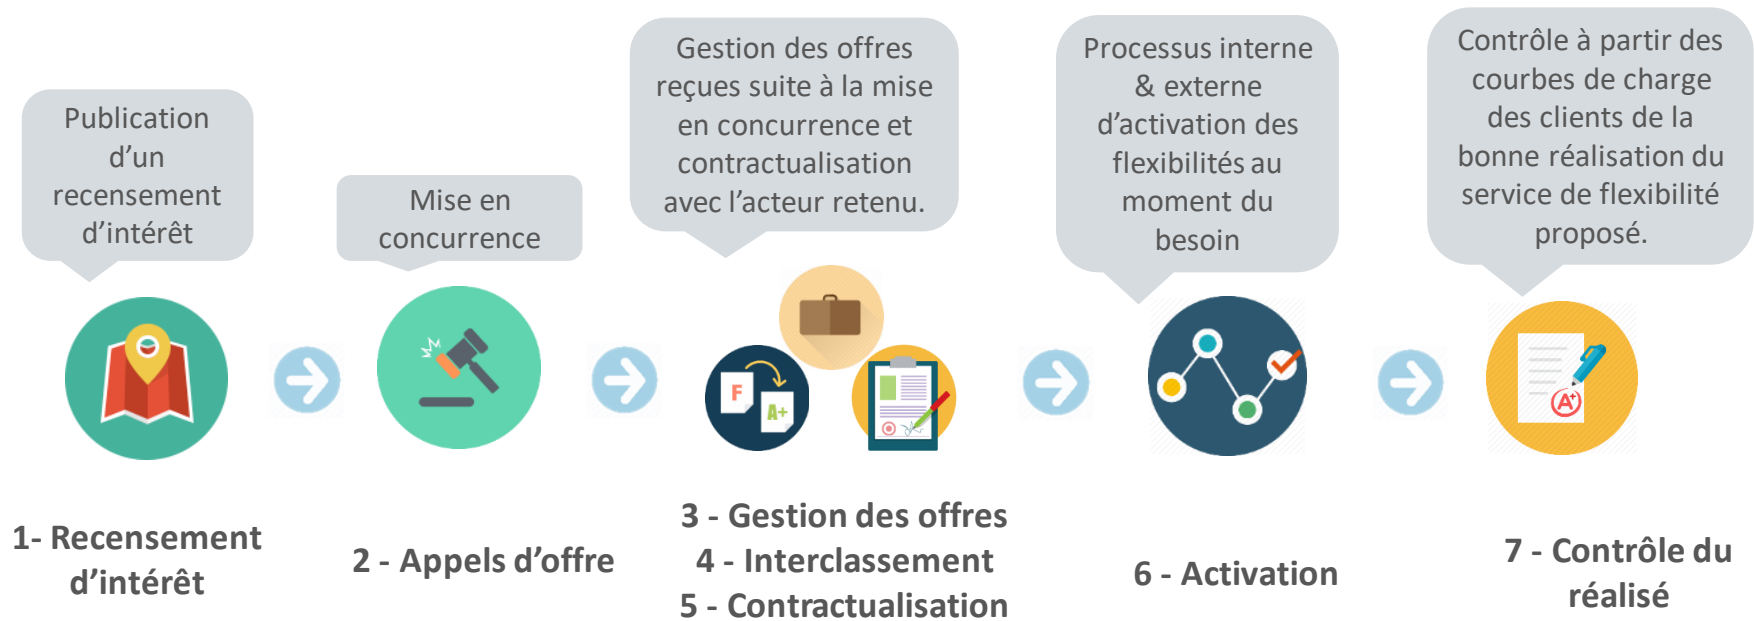 Publication
d’un
recensement
d’intérêt
Mise en
concurrence
Gestion des offres
reçues suite à la mise
en concurrence et
contractualisation
avec l’acteur retenu.
Processus interne
& externe
d’activation des
flexibilités au
moment du
besoin
Contrôle à partir des
courbes de charge
des clients de la
bonne réalisation du
service de flexibilité
proposé.
F
A+
A+
1- Recensement
d’intérêt
2 - Appels d’offre
3 - Gestion des offres
4 - Interclassement
5 - Contractualisation
6 - Activation
7 - Contrôle du
réalisé